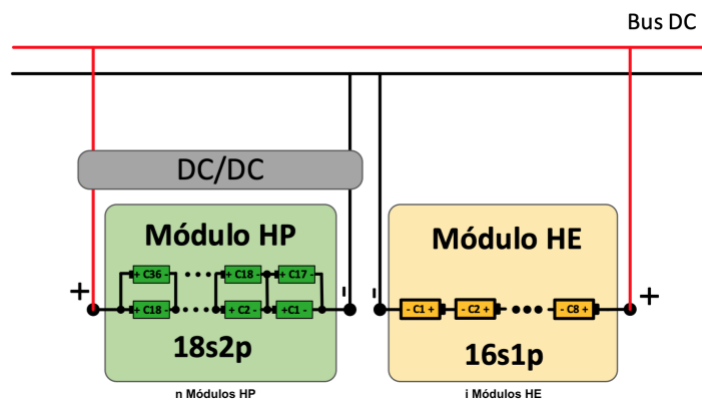 Bus DC
DC/DC
Módulo HP
+ C36 -
+ C18 -
+ C17 -
+ C18 -
+ C2 -
+C1 -
+
-
18s2p
n Módulos HP
Módulo HE
-
- C1 +
- C2 +
- C8 +
+
16s1p
i Módulos HE